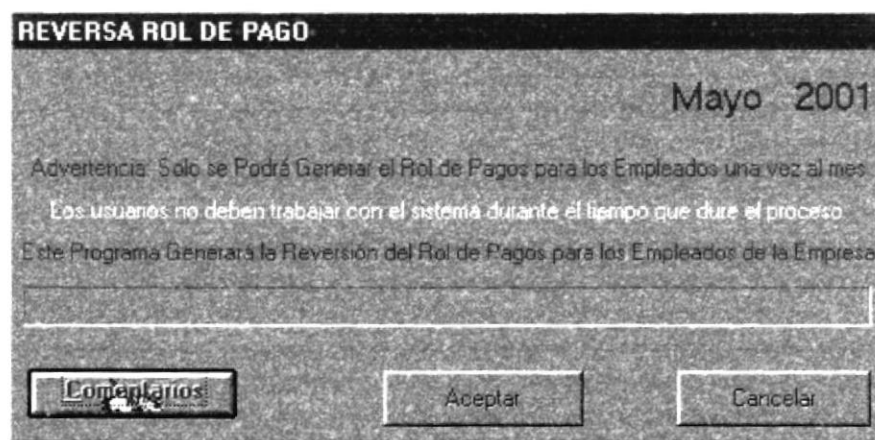 REVERSA ROL DE PAGO
Mayo 2001
Advertencia: Solo se Podrá Generar el Rol de Pagos para los Empleados una vez al mes
Los usuarios no deben trabajar con el sistema durante el tiempo que dure el proceso
Este Programa Generará la Reversión del Rol de Pagos para los Empleados de la Empresa
Comentarios Aceptar Cancelar